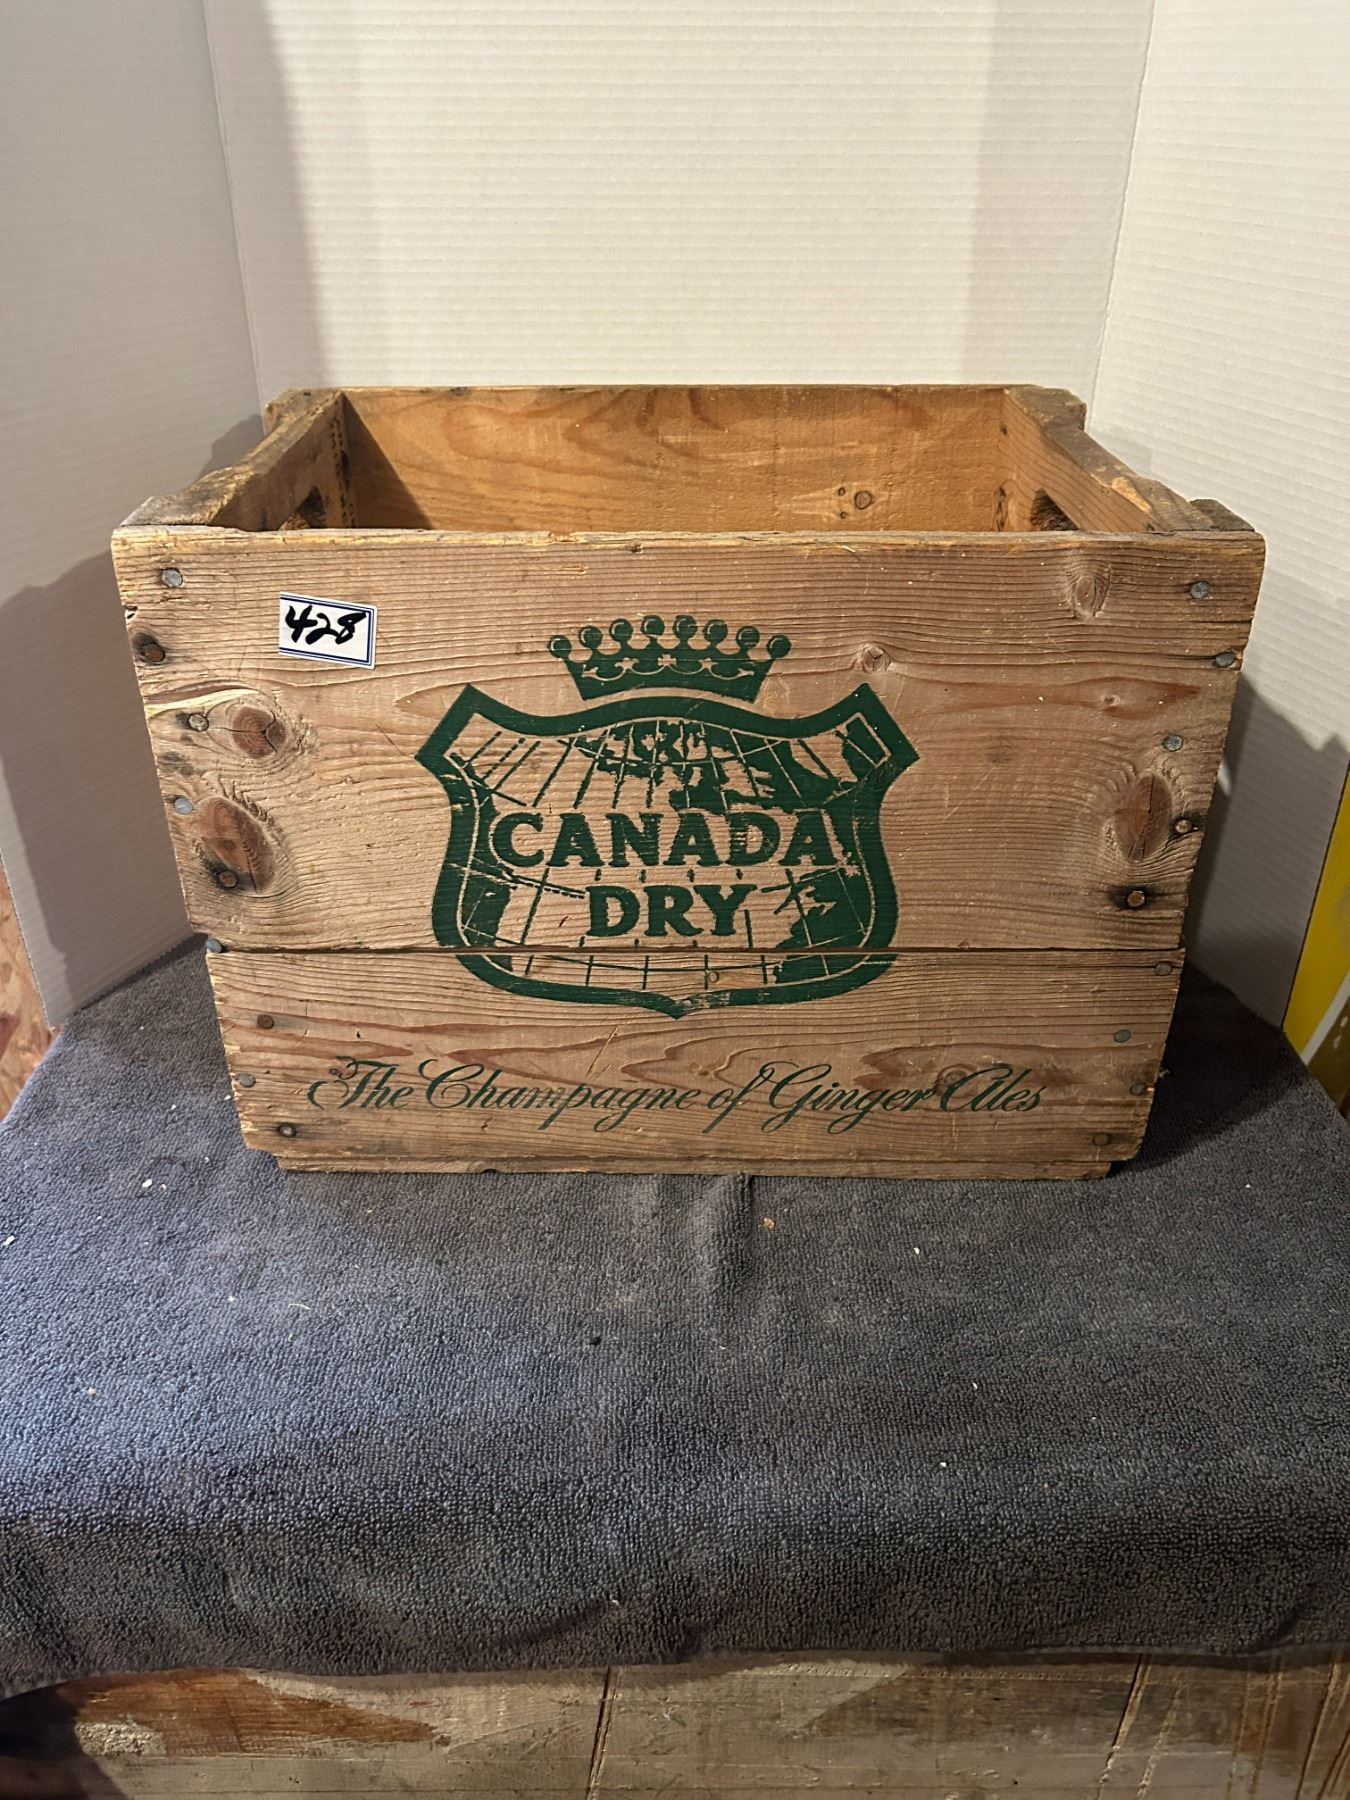 428
CANADA
DRY
The Champagne of Ginger Ales